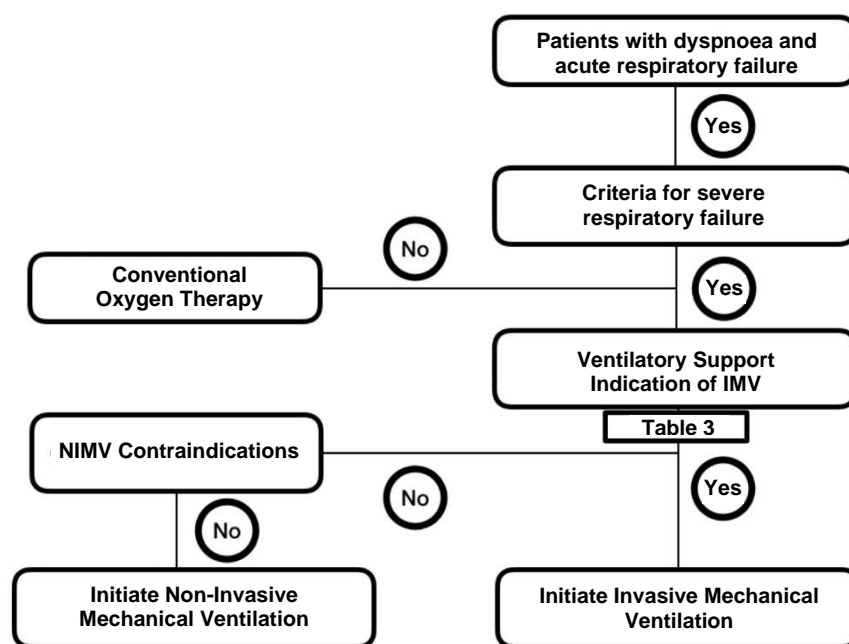 Patients with dyspnoea and
acute respiratory failure
Yes
Criteria for severe
respiratory failure
No
Conventional
Oxygen Therapy
Yes
Ventilatory Support
Indication of IMV
Table 3
NIMV Contraindications
No
Yes
No
Initiate Non-Invasive
Mechanical Ventilation
Initiate Invasive Mechanical
Ventilation